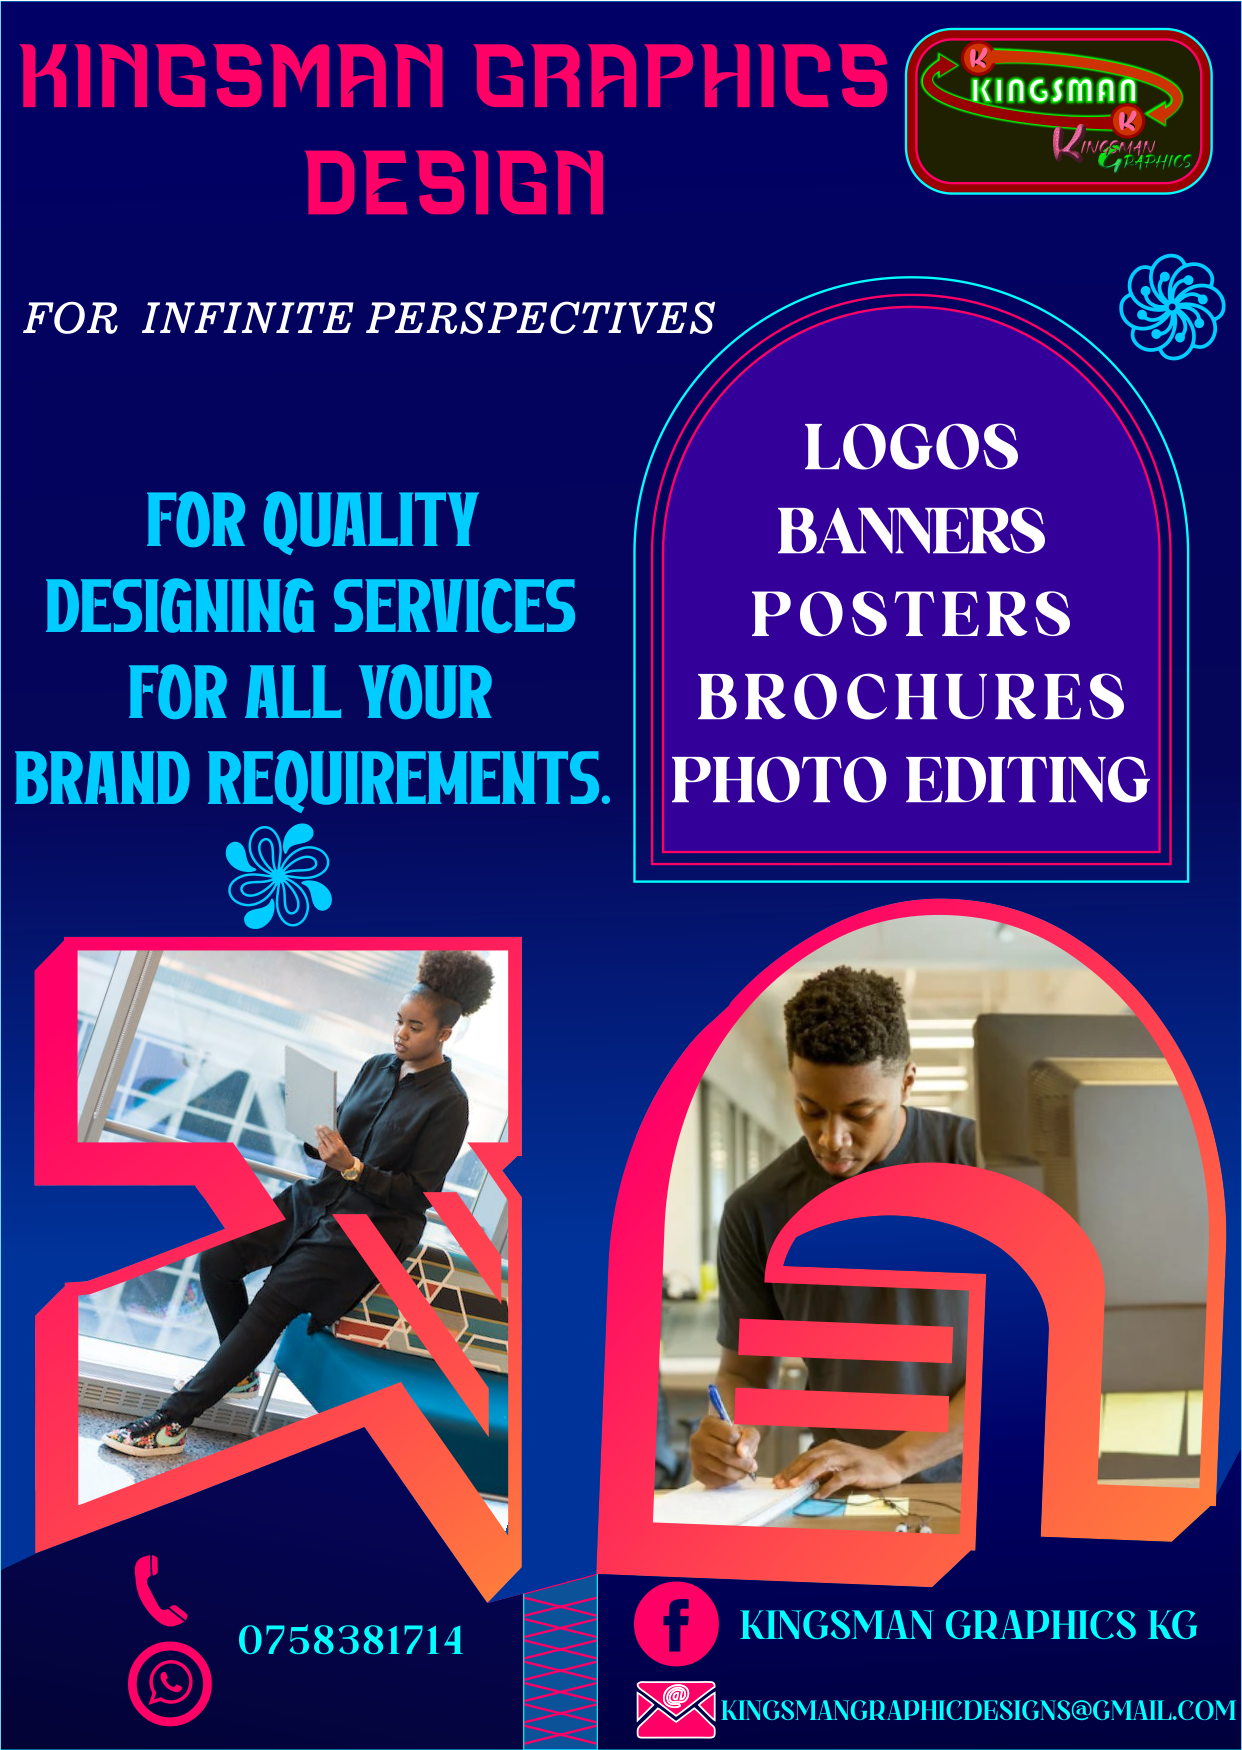 KINGSMAN GRAPHICS
DESIGN
K
KINGSMAN
K
KINGSMAN
GRAPHICS
FOR INFINITE PERSPECTIVES
LOGOS
BANNERS
POSTERS
BROCHURES
PHOTO EDITING
FOR QUALITY
DESIGNING SERVICES
FOR ALL YOUR
BRAND REQUIREMENTS.
0758381714
f KINGSMAN GRAPHICS KG
@ KINGSMANGRAPHICDESIGNS@GMAIL.COM